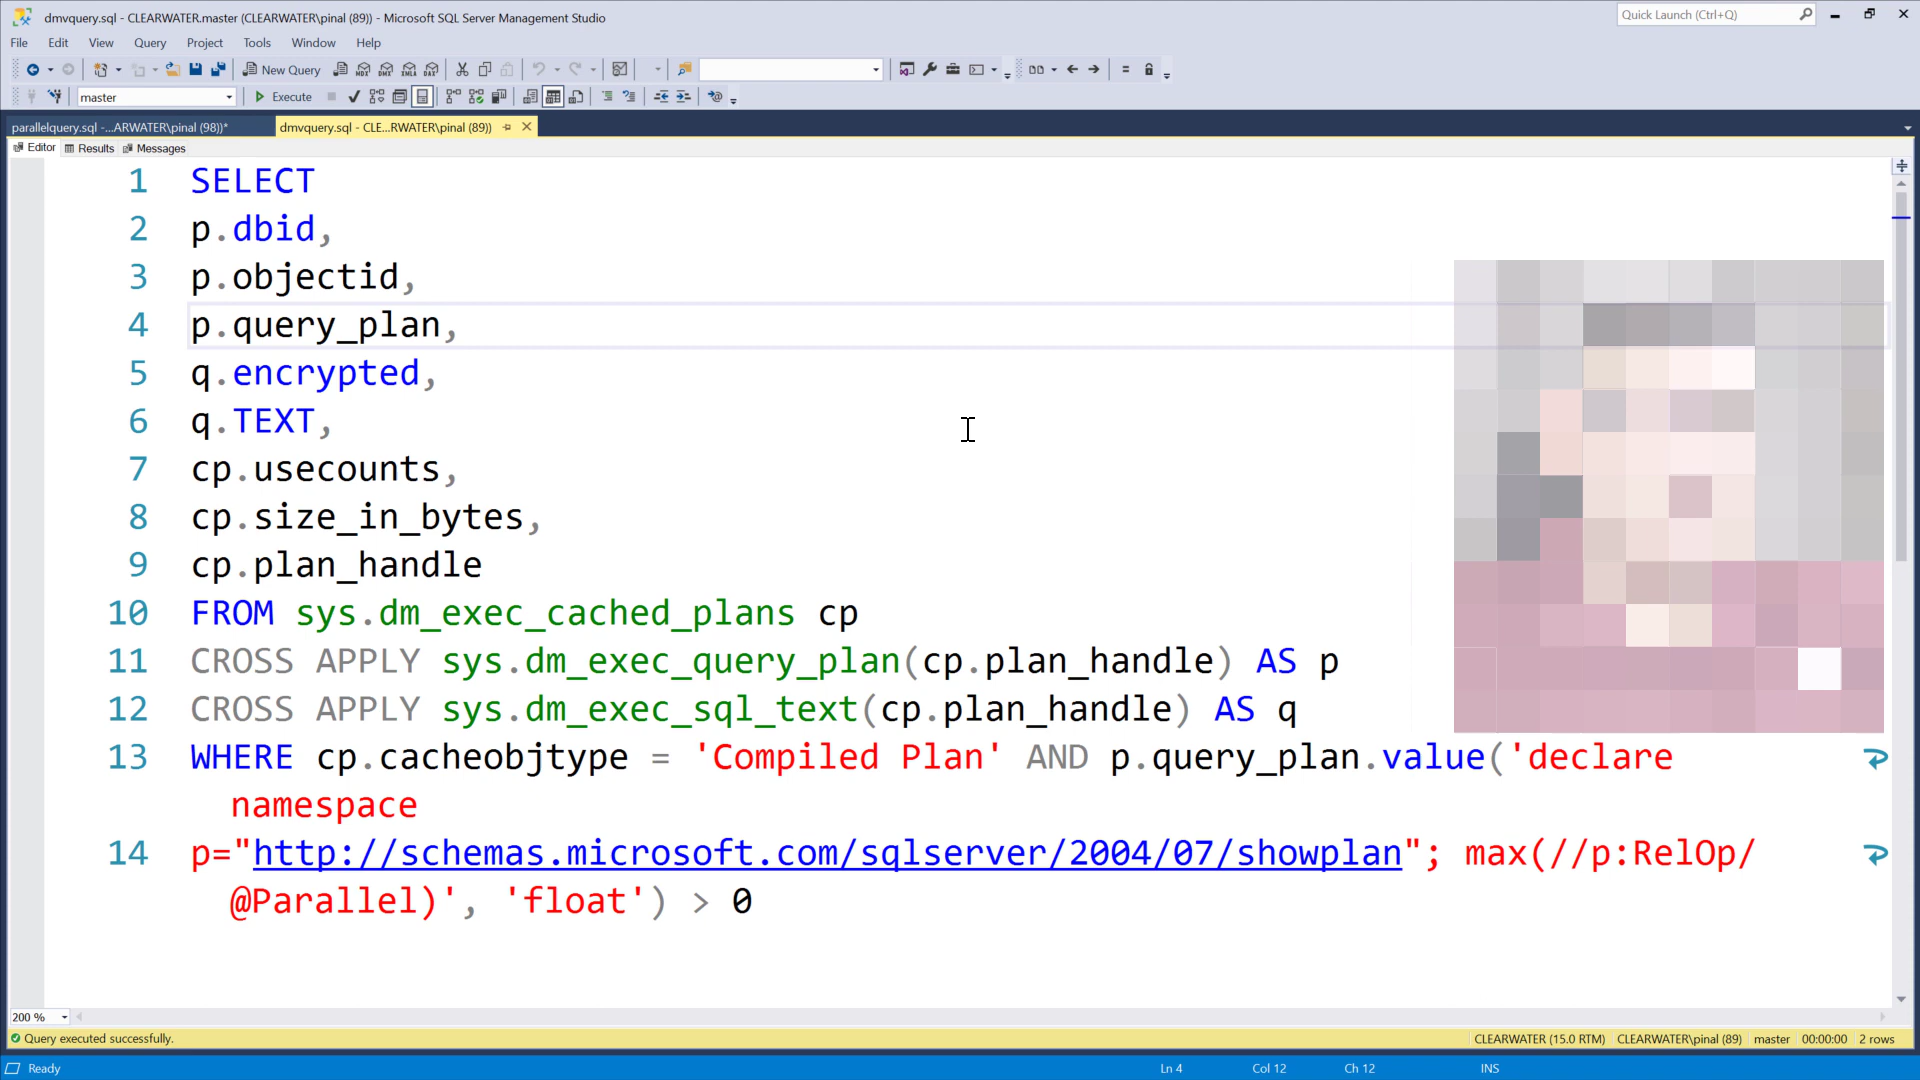 dmvquery.sql - CLEARWATER.master (CLEARWATER\pinal (89)) - Microsoft SQL Server Management Studio
Quick Launch (Ctrl+Q)
File Edit View Query Project Tools Window Help
New Query
master Execute
parallelquery.sql -...ARWATER\pinal (98))* dmvquery.sql - CLE...RWATER\pinal (89))
Editor Results Messages
1 SELECT
2 p.dbid,
3 p.objectid,
4 p.query_plan,
5 q.encrypted,
6 q.TEXT,
7 cp.usecounts,
8 cp.size_in_bytes,
9 cp.plan_handle
10 FROM sys.dm_exec_cached_plans cp
11 CROSS APPLY sys.dm_exec_query_plan(cp.plan_handle) AS p
12 CROSS APPLY sys.dm_exec_sql_text(cp.plan_handle) AS q
13 WHERE cp.cacheobjtype = 'Compiled Plan' AND p.query_plan.value('declare
namespace
14 p="http://schemas.microsoft.com/sqlserver/2004/07/showplan"; max(//p:RelOp/
@Parallel)', 'float') > 0
200 %
Query executed successfully. CLEARWATER (15.0 RTM) CLEARWATER\pinal (89) master 00:00:00 2 rows
Ready Ln 4 Col 12 Ch 12 INS